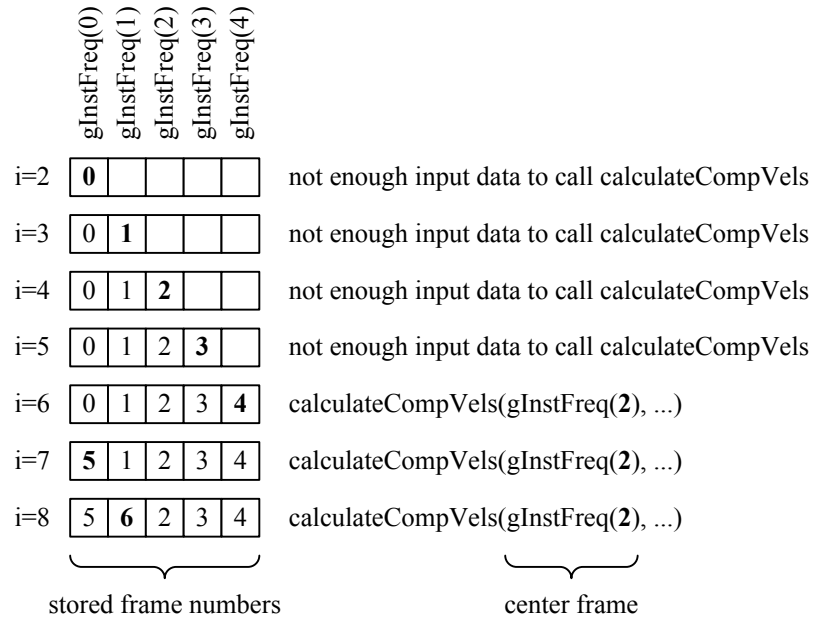 gInstFreq(0)
gInstFreq(1)
gInstFreq(2)
gInstFreq(3)
gInstFreq(4)
i=2 0 not enough input data to call calculateCompVels
i=3 0 1 not enough input data to call calculateCompVels
i=4 0 1 2 not enough input data to call calculateCompVels
i=5 0 1 2 3 not enough input data to call calculateCompVels
i=6 0 1 2 3 4 calculateCompVels(gInstFreq(2), ...)
i=7 5 1 2 3 4 calculateCompVels(gInstFreq(2), ...)
i=8 5 6 2 3 4 calculateCompVels(gInstFreq(2), ...)
stored frame numbers center frame